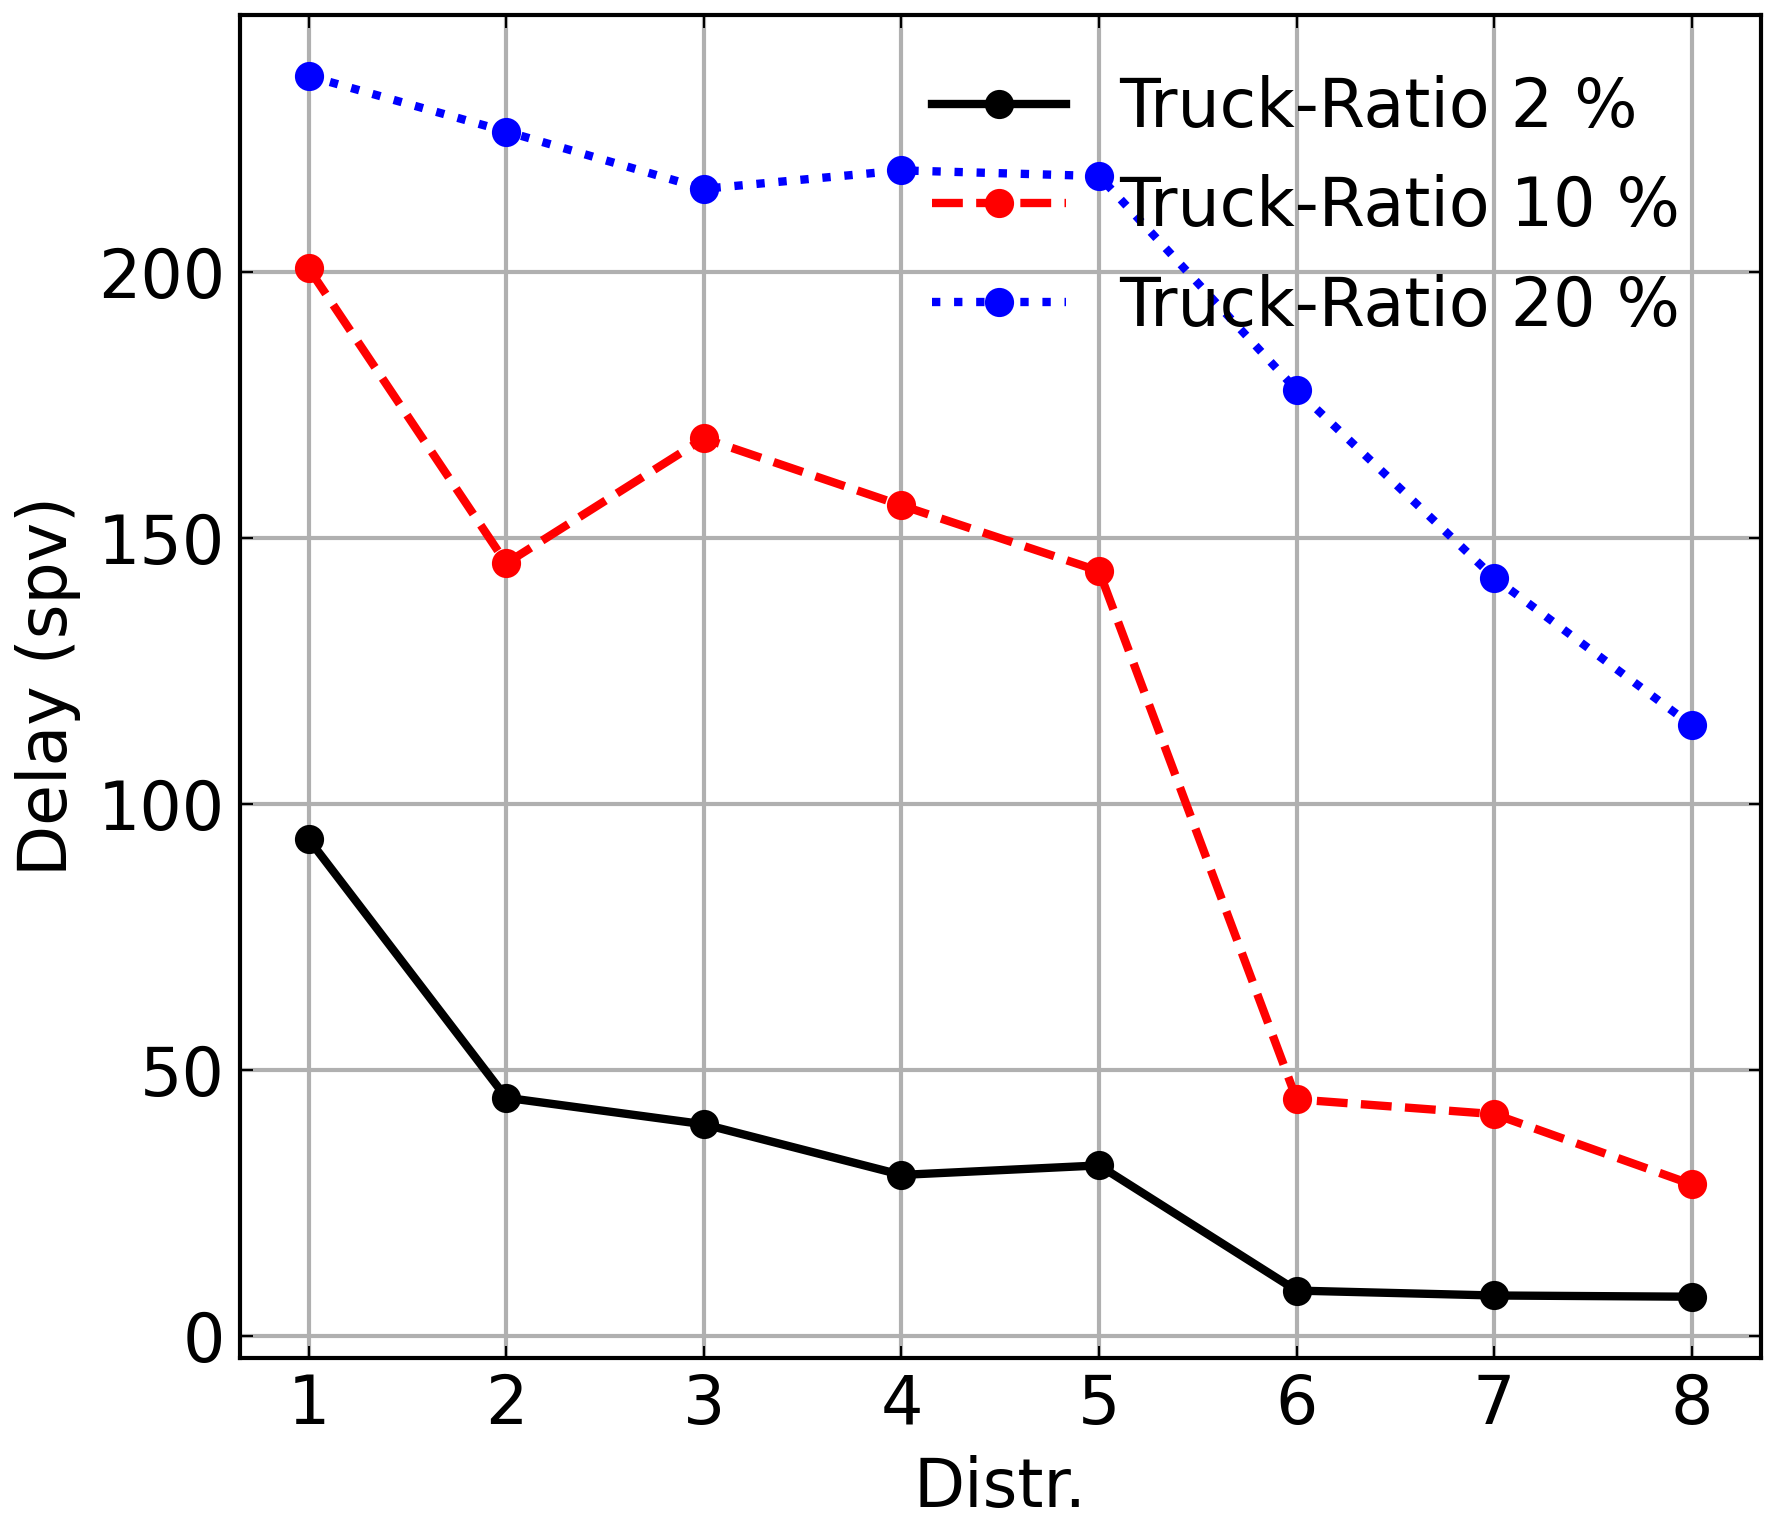 Truck-Ratio 2 %
Truck-Ratio 10 %
Truck-Ratio 20 %
200
150
100
50
0
Delay (spv)
1 2 3 4 5 6 7 8
Distr.